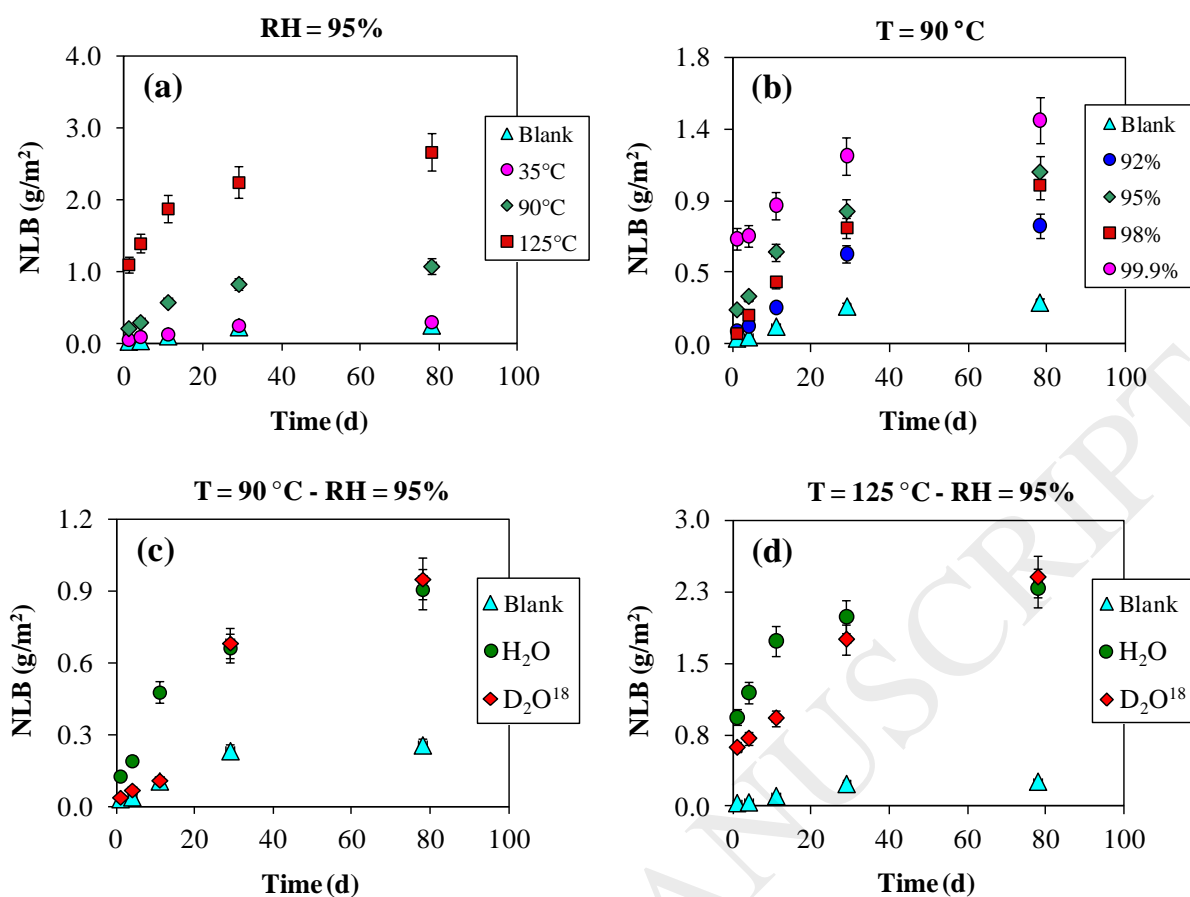 RH = 95%
(a)
NLB (g/m²)
4.0
3.0
2.0
1.0
0.0
0 20 40 60 80 100
Time (d)
Blank
35°C
90°C
125°C
T = 90 °C
(b)
NLB (g/m²)
1.8
1.4
0.9
0.5
0.0
0 20 40 60 80 100
Time (d)
Blank
92%
95%
98%
99.9%
T = 90 °C - RH = 95%
(c)
NLB (g/m²)
1.2
0.9
0.6
0.3
0.0
0 20 40 60 80 100
Time (d)
Blank
H₂O
D₂O¹⁸
T = 125 °C - RH = 95%
(d)
NLB (g/m²)
3.0
2.3
1.5
0.8
0.0
0 20 40 60 80 100
Time (d)
Blank
H₂O
D₂O¹⁸
ANUSCRIPT